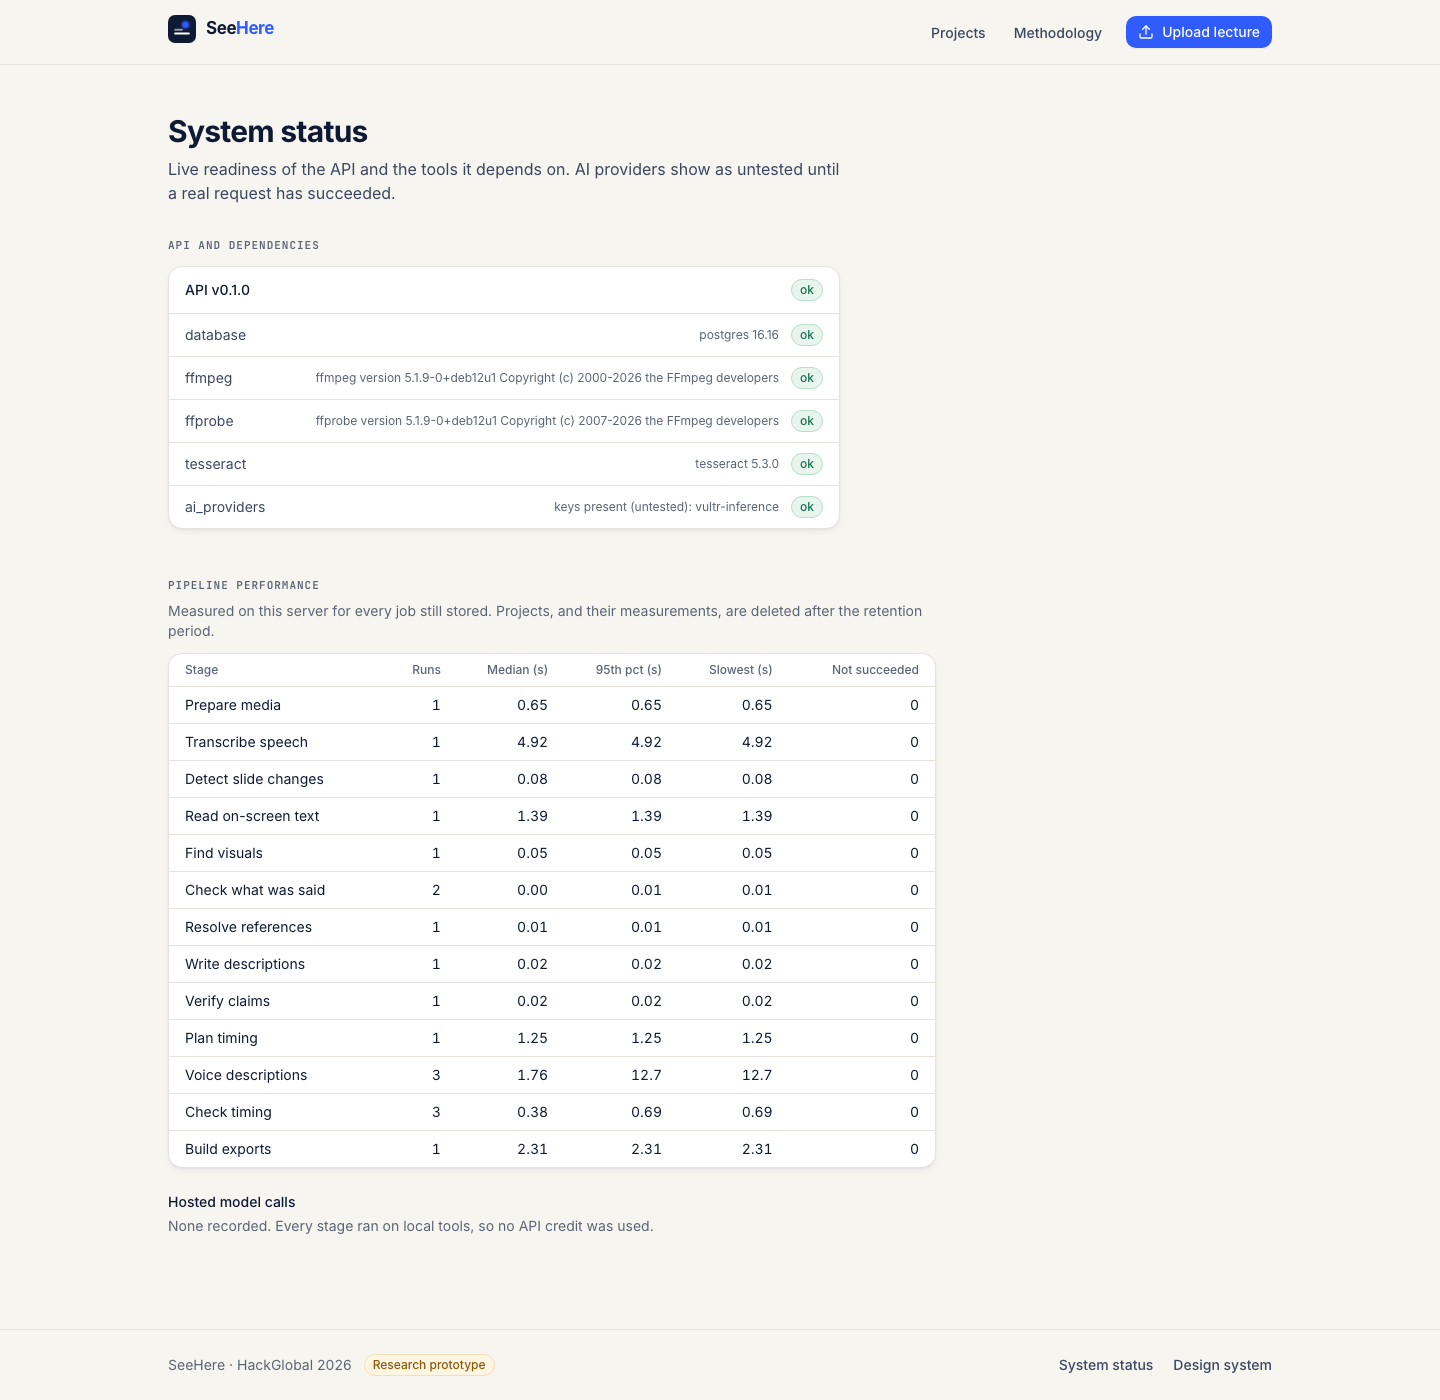 SeeHere
Projects Methodology Upload lecture
System status
Live readiness of the API and the tools it depends on. AI providers show as untested until
a real request has succeeded.
API AND DEPENDENCIES
API v0.1.0 ok
database postgres 16.16 ok
ffmpeg ffmpeg version 5.1.9-0+deb12u1 Copyright (c) 2000-2026 the FFmpeg developers ok
ffprobe ffprobe version 5.1.9-0+deb12u1 Copyright (c) 2007-2026 the FFmpeg developers ok
tesseract tesseract 5.3.0 ok
ai_providers keys present (untested): vultr-inference ok
PIPELINE PERFORMANCE
Measured on this server for every job still stored. Projects, and their measurements, are deleted after the retention
period.
Stage Runs Median (s) 95th pct (s) Slowest (s) Not succeeded
Prepare media 1 0.65 0.65 0.65 0
Transcribe speech 1 4.92 4.92 4.92 0
Detect slide changes 1 0.08 0.08 0.08 0
Read on-screen text 1 1.39 1.39 1.39 0
Find visuals 1 0.05 0.05 0.05 0
Check what was said 2 0.00 0.01 0.01 0
Resolve references 1 0.01 0.01 0.01 0
Write descriptions 1 0.02 0.02 0.02 0
Verify claims 1 0.02 0.02 0.02 0
Plan timing 1 1.25 1.25 1.25 0
Voice descriptions 3 1.76 12.7 12.7 0
Check timing 3 0.38 0.69 0.69 0
Build exports 1 2.31 2.31 2.31 0
Hosted model calls
None recorded. Every stage ran on local tools, so no API credit was used.
SeeHere · HackGlobal 2026 Research prototype System status Design system